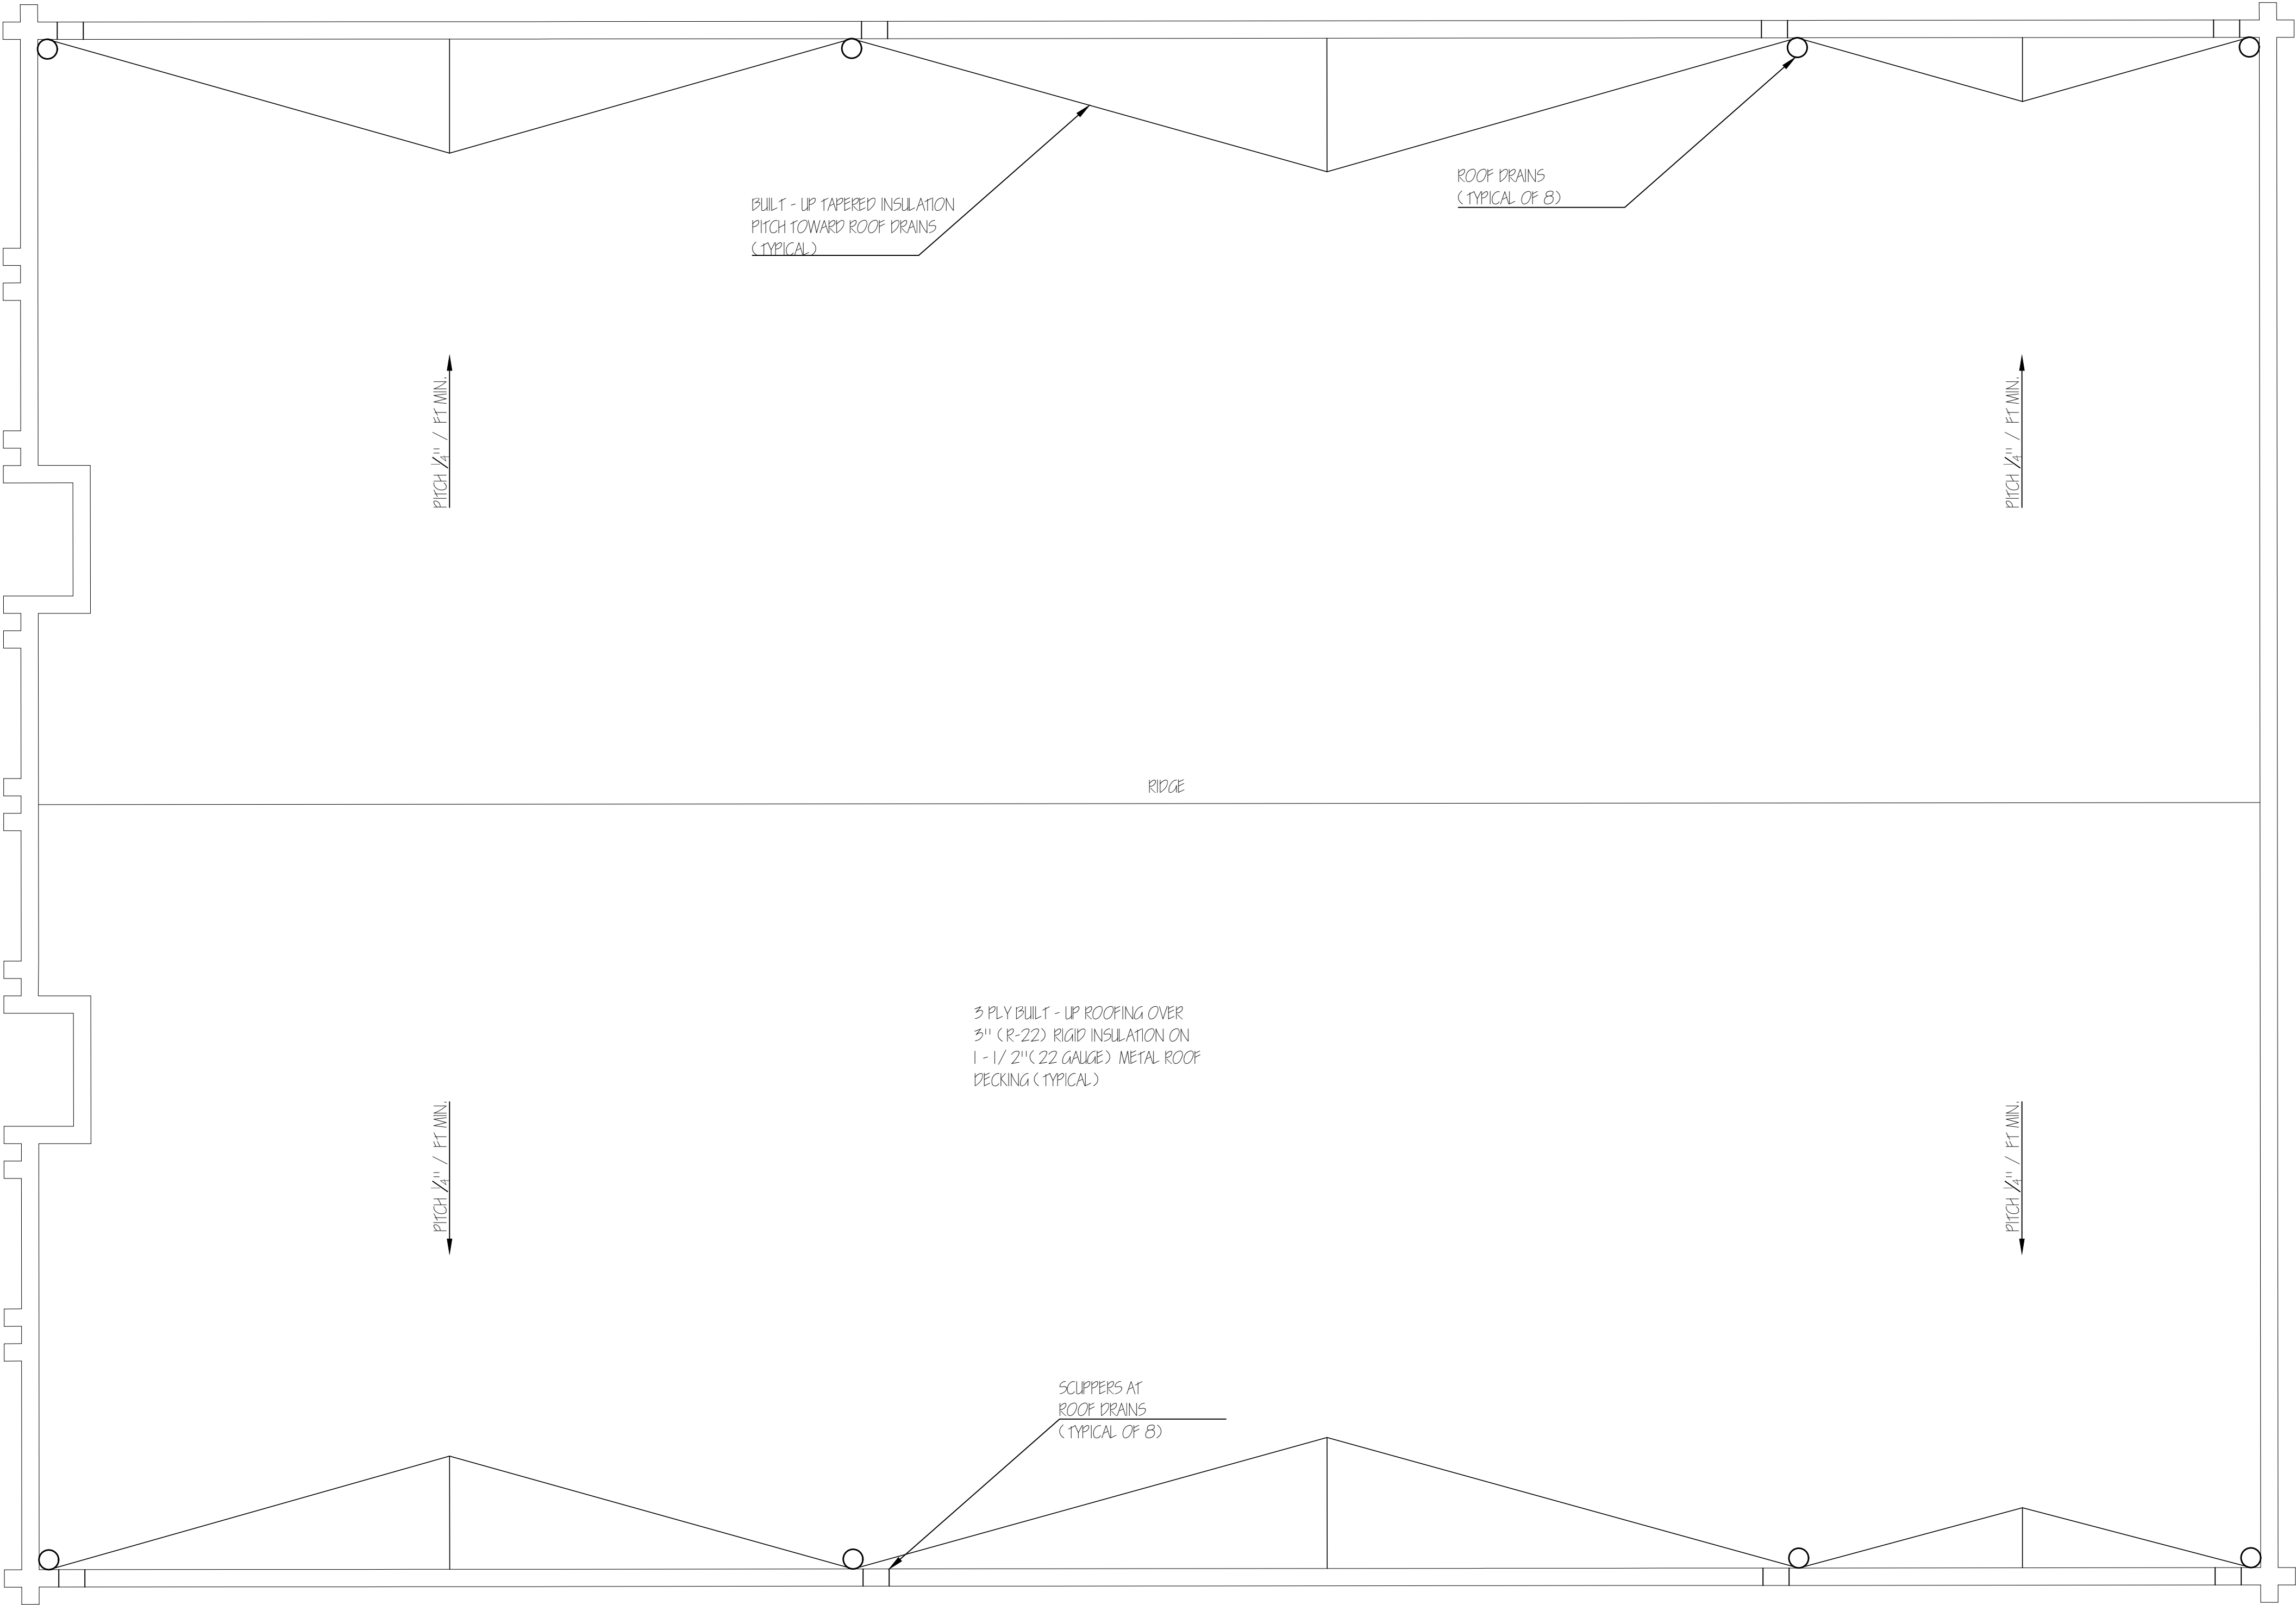 BUILT - UP TAPERED INSULATION
PITCH TOWARD ROOF DRAINS
(TYPICAL)
ROOF DRAINS
(TYPICAL OF 8)
PITCH 1/4" / FT MIN.
PITCH 1/4" / FT MIN.
RIDGE
3 PLY BUILT - UP ROOFING OVER
3" (R-22) RIGID INSULATION ON
1 - 1/2" (22 GAUGE) METAL ROOF
DECKING (TYPICAL)
PITCH 1/4" / FT MIN.
PITCH 1/4" / FT MIN.
SCUPPERS AT
ROOF DRAINS
(TYPICAL OF 8)